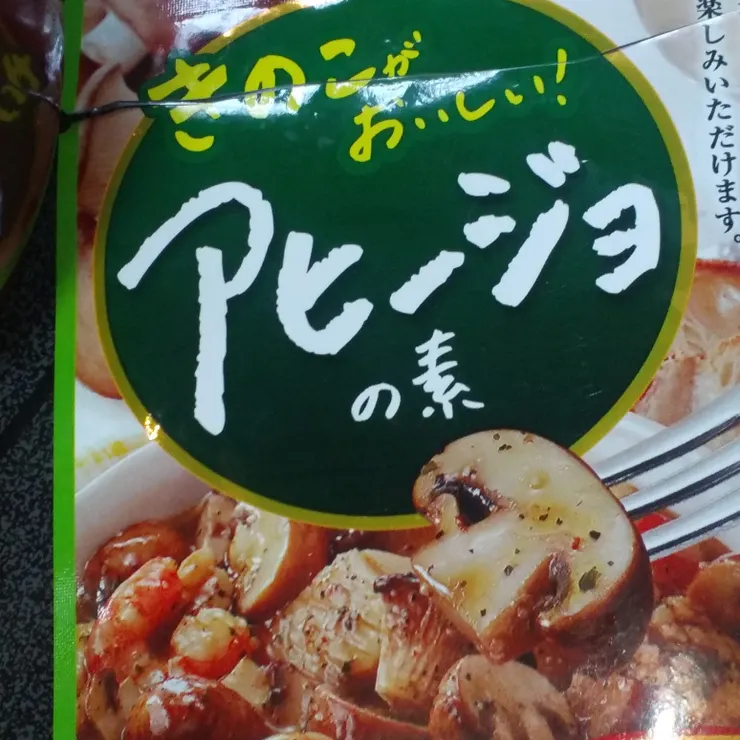 きのこが
おいしい!
アヒージョ
の素
楽しみいただけます。